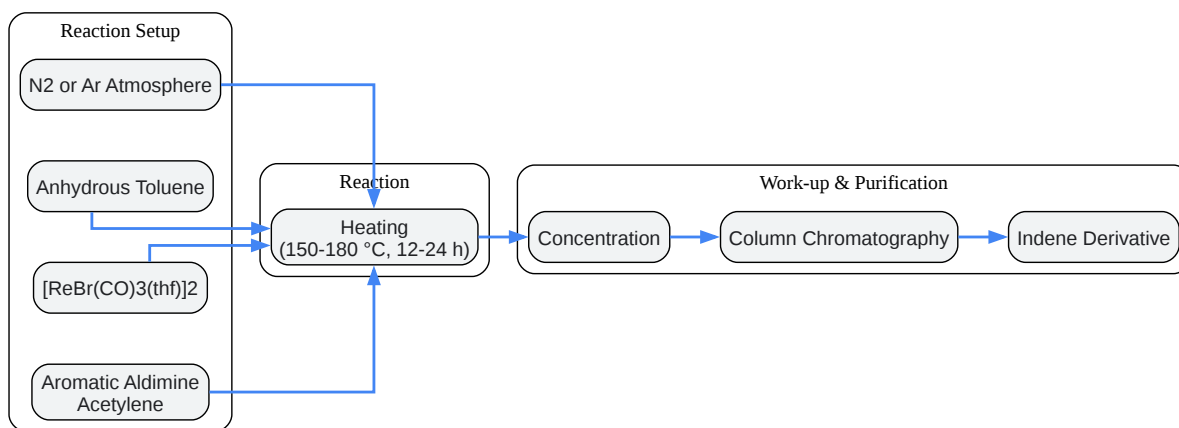 Reaction Setup
N2 or Ar Atmosphere
Anhydrous Toluene
[ReBr(CO)3(thf)]2
Aromatic Aldimine
Acetylene
Reaction
Heating
(150-180 °C, 12-24 h)
Work-up & Purification
Concentration
Column Chromatography
Indene Derivative